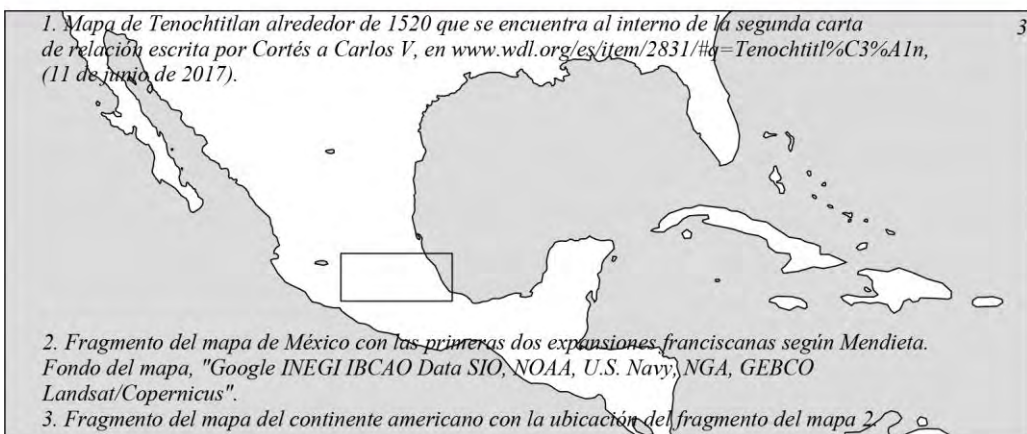 1. Mapa de Tenochtitlan alrededor de 1520 que se encuentra al interno de la segunda carta
de relación escrita por Cortés a Carlos V, en www.wdl.org/es/item/2831/#q=Tenochtitl%C3%A1n,
(11 de junio de 2017).
3
2. Fragmento del mapa de México con las primeras dos expansiones franciscanas según Mendieta.
Fondo del mapa, "Google INEGI IBCAO Data SIO, NOAA, U.S. Navy, NGA, GEBCO
Landsat/Copernicus".
3. Fragmento del mapa del continente americano con la ubicación del fragmento del mapa 2.